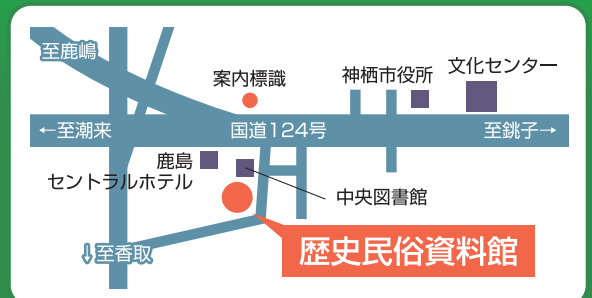 至鹿嶋
案内標識
神栖市役所
文化センター
←至潮来
国道124号
至銚子→
鹿島
セントラルホテル
中央図書館
歴史民俗資料館
↓至香取